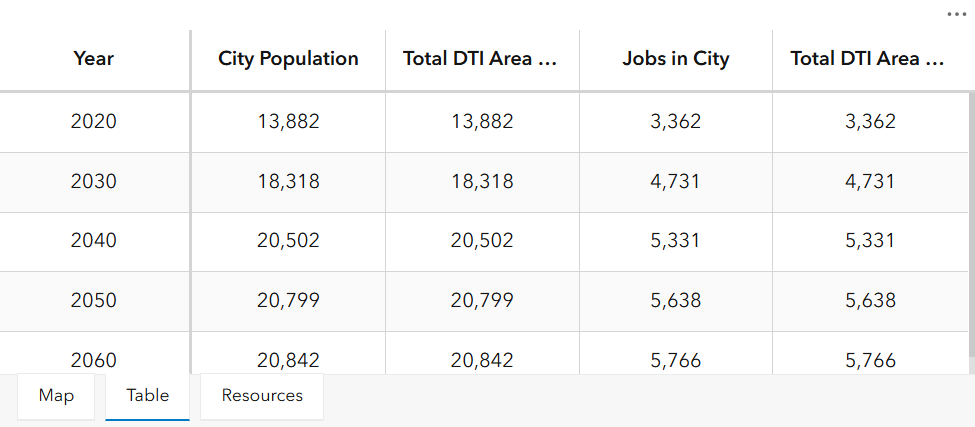 Year City Population Total DTI Area ... Jobs in City Total DTI Area ...
2020 13,882 13,882 3,362 3,362
2030 18,318 18,318 4,731 4,731
2040 20,502 20,502 5,331 5,331
2050 20,799 20,799 5,638 5,638
2060 20,842 20,842 5,766 5,766
Map Table Resources